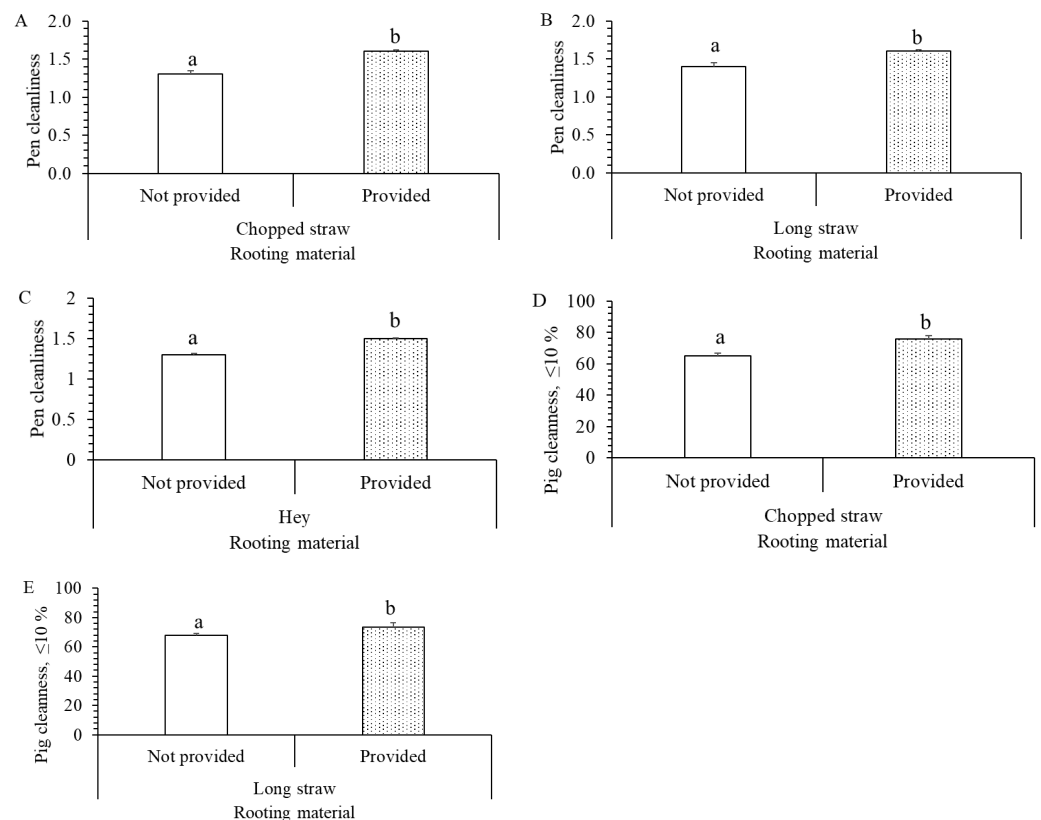 A
Pen cleanliness
2.0
1.5
1.0
0.5
0.0
a
b
Not provided
Provided
Chopped straw
Rooting material
B
Pen cleanliness
2.0
1.5
1.0
0.5
0.0
a
b
Not provided
Provided
Long straw
Rooting material
C
Pen cleanliness
2
1.5
1
0.5
0
a
b
Not provided
Provided
Hey
Rooting material
D
Pig cleanness, ≤10 %
100
80
60
40
20
0
a
b
Not provided
Provided
Chopped straw
Rooting material
E
Pig cleanness, ≤10 %
100
80
60
40
20
0
a
b
Not provided
Provided
Long straw
Rooting material